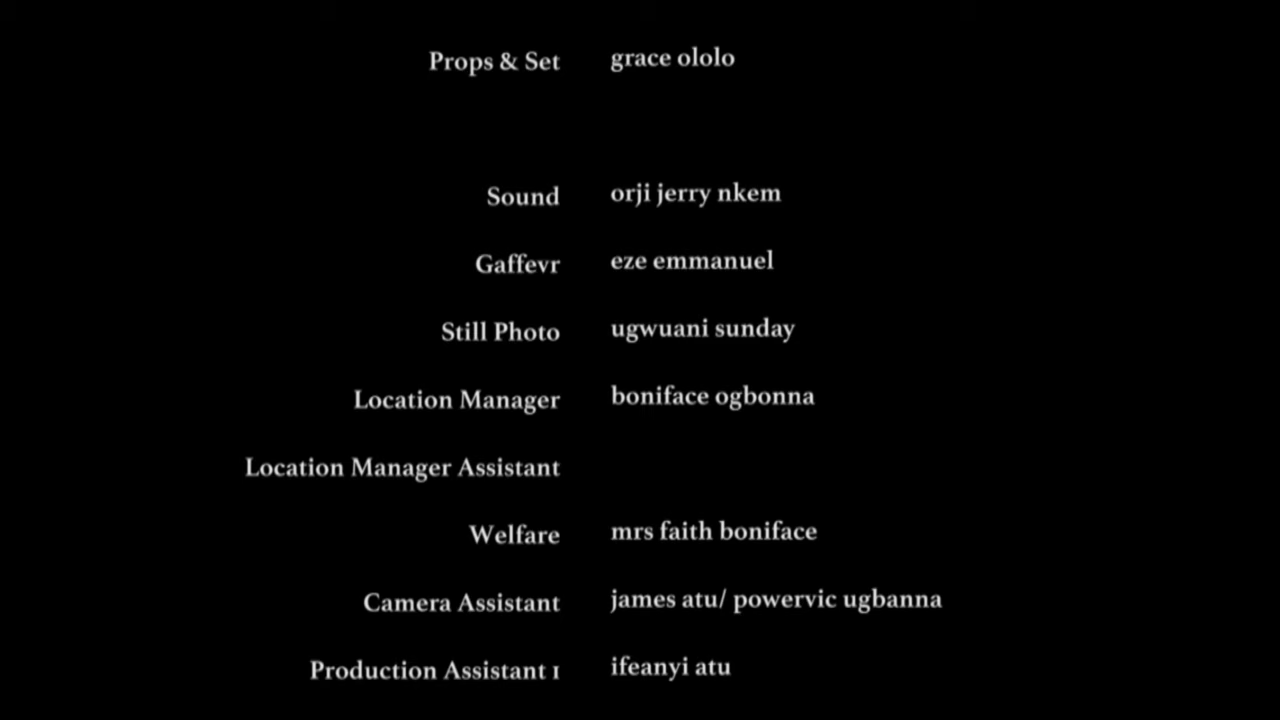 Props & Set grace ololo
Sound orji jerry nkem
Gaffevr eze emmanuel
Still Photo ugwuani sunday
Location Manager boniface ogbonna
Location Manager Assistant
Welfare mrs faith boniface
Camera Assistant james atu/ powervic ugbanna
Production Assistant 1 ifeanyi atu